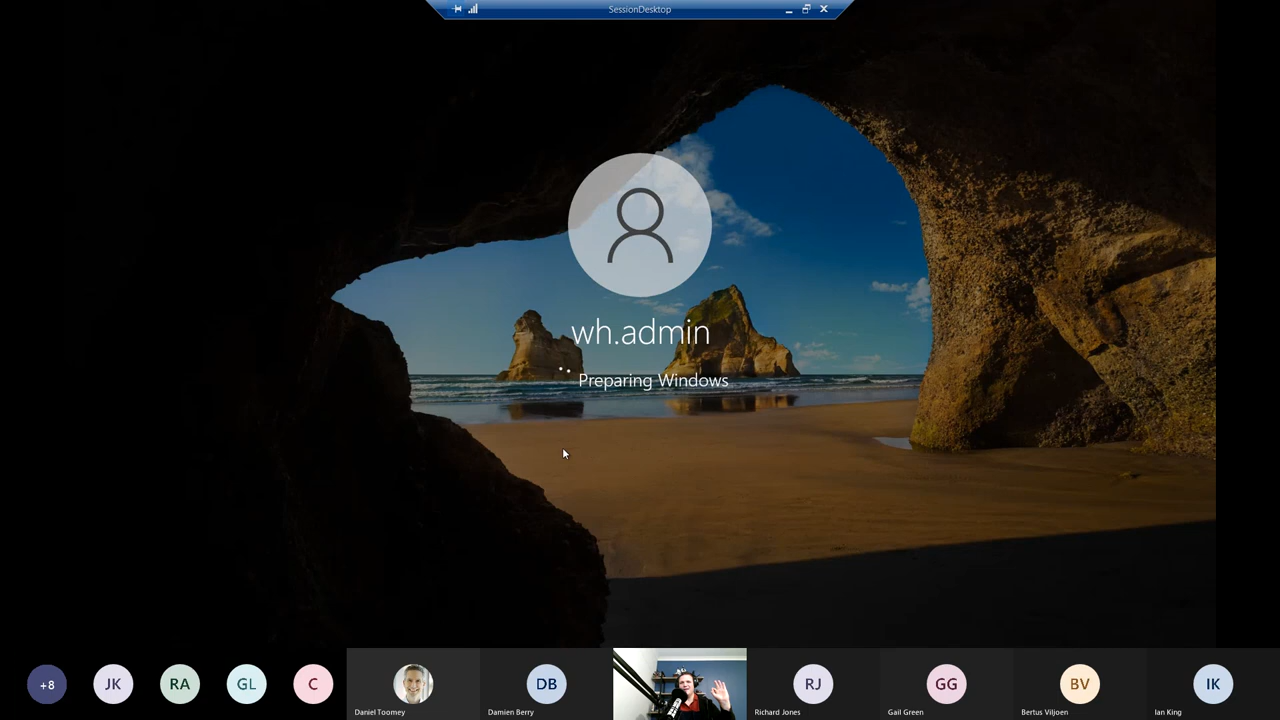 SessionDesktop
wh.admin
Preparing Windows
+8
JK
RA
GL
C
Daniel Toomey
DB
Damien Berry
RJ
Richard Jones
GG
Gail Green
BV
Bertus Viljoen
IK
Ian King